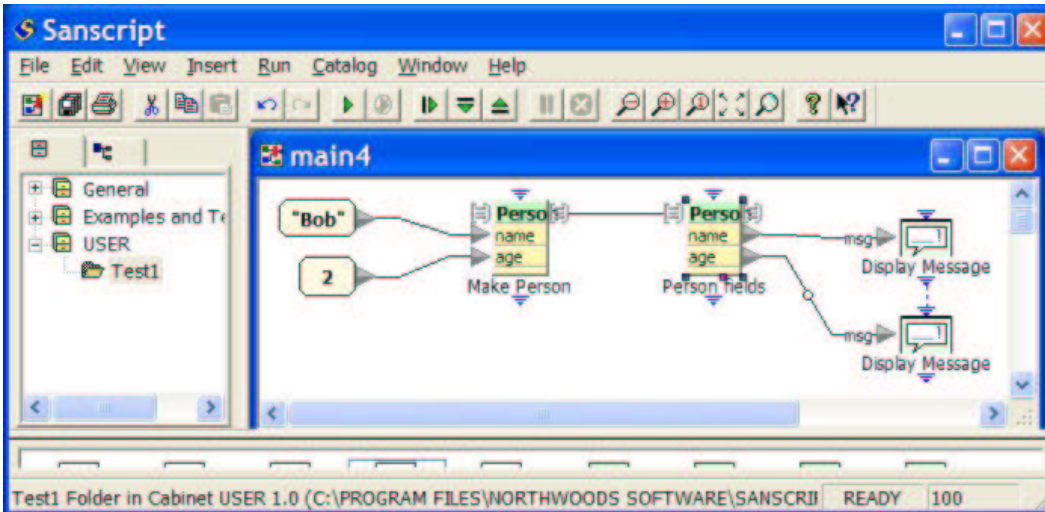 Sanscript
File Edit View Insert Run Catalog Window Help
main4
General
Examples and Te
USER
Test1
"Bob"
2
Perso
name
age
Make Person
Perso
name
age
Person fields
msg
Display Message
msg
Display Message
Test1 Folder in Cabinet USER 1.0 (C:\PROGRAM FILES\NORTHWOODS SOFTWARE\SANSCRI
READY
100